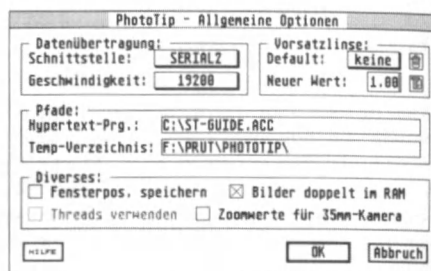 PhotoTip - Allgemeine Optionen
Datenübertragung:
Schnittstelle: SERIAL2
Geschwindigkeit: 19200
Vorsatzlinse:
Default: keine
Neuer Wert: 1.00
Pfade:
Hypertext-Prg.: C:\ST-GUIDE.ACC
Temp-Verzeichnis: F:\PRUT\PHOTOTIP\
Diverses:
Fensterpos. speichern Bilder doppelt im RAM
Threads verwenden Zoomwerte für 35mm-Kamera
HILFE OK Abbruch